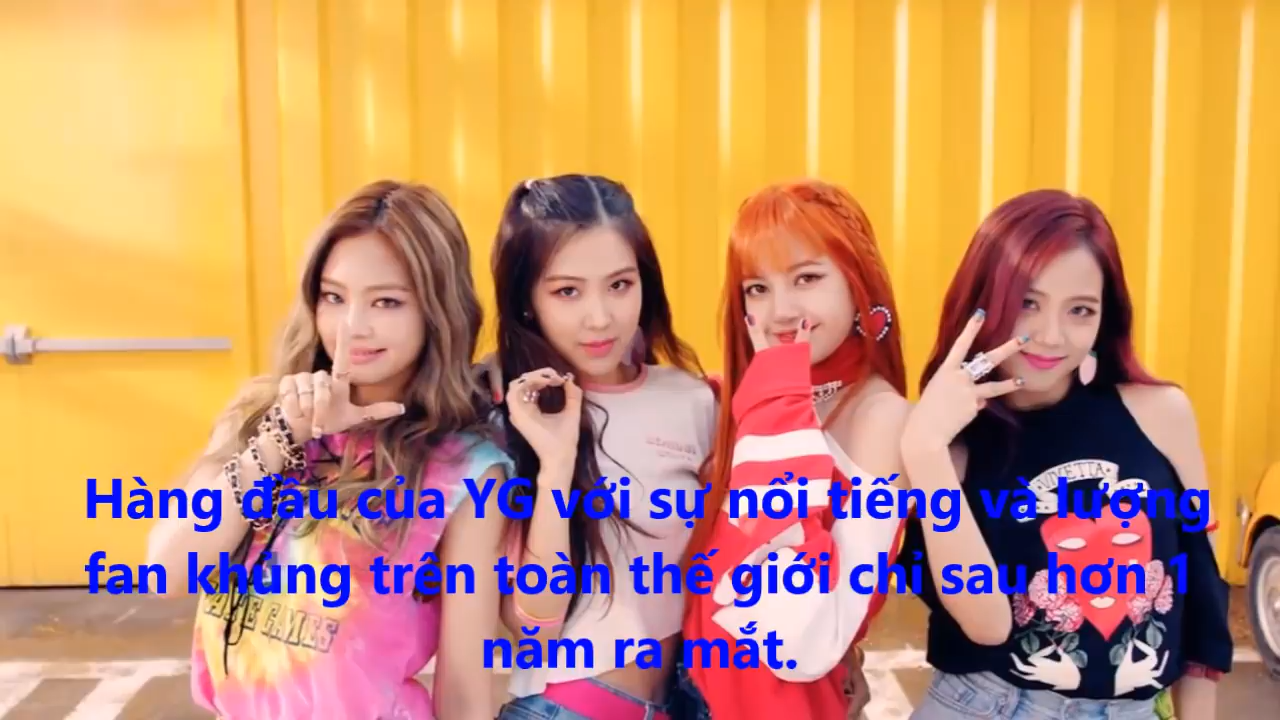 Hàng đầu của YG với sự nổi tiếng và lượng
fan khủng trên toàn thế giới chỉ sau hơn 1
năm ra mắt.
GAMES